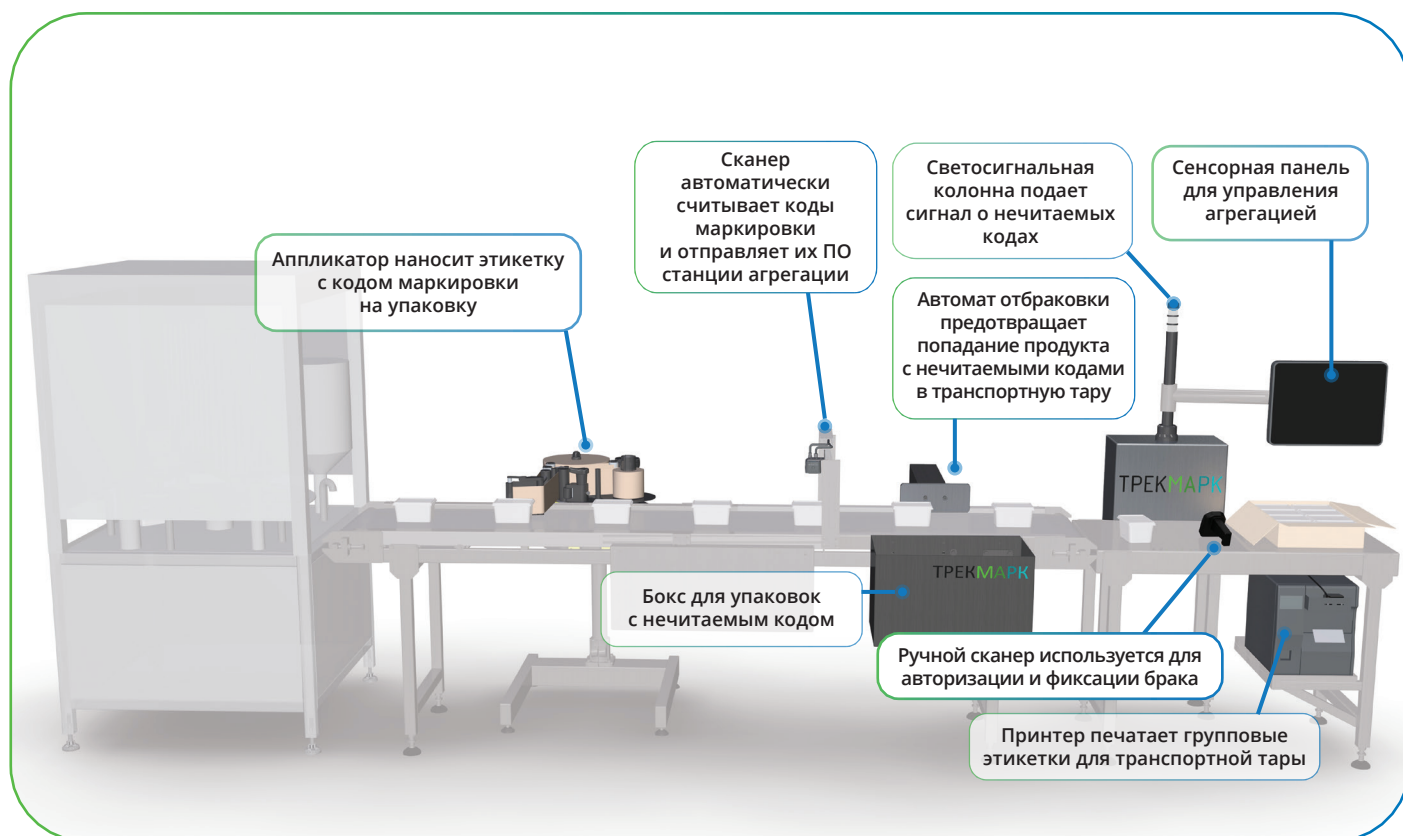 Сканер
автоматически
считывает коды
маркировки
и отправляет их ПО
станции агрегации
Светосигнальная
колонна подает
сигнал о нечитаемых
кодах
Сенсорная панель
для управления
агрегацией
Аппликатор наносит этикетку
с кодом маркировки
на упаковку
Автомат отбраковки
предотвращает
попадание продукта
с нечитаемыми кодами
в транспортную тару
ТРЕКМАРК
ТРЕКМАРК
Бокс для упаковок
с нечитаемым кодом
Ручной сканер используется для
авторизации и фиксации брака
Принтер печатает групповые
этикетки для транспортной тары